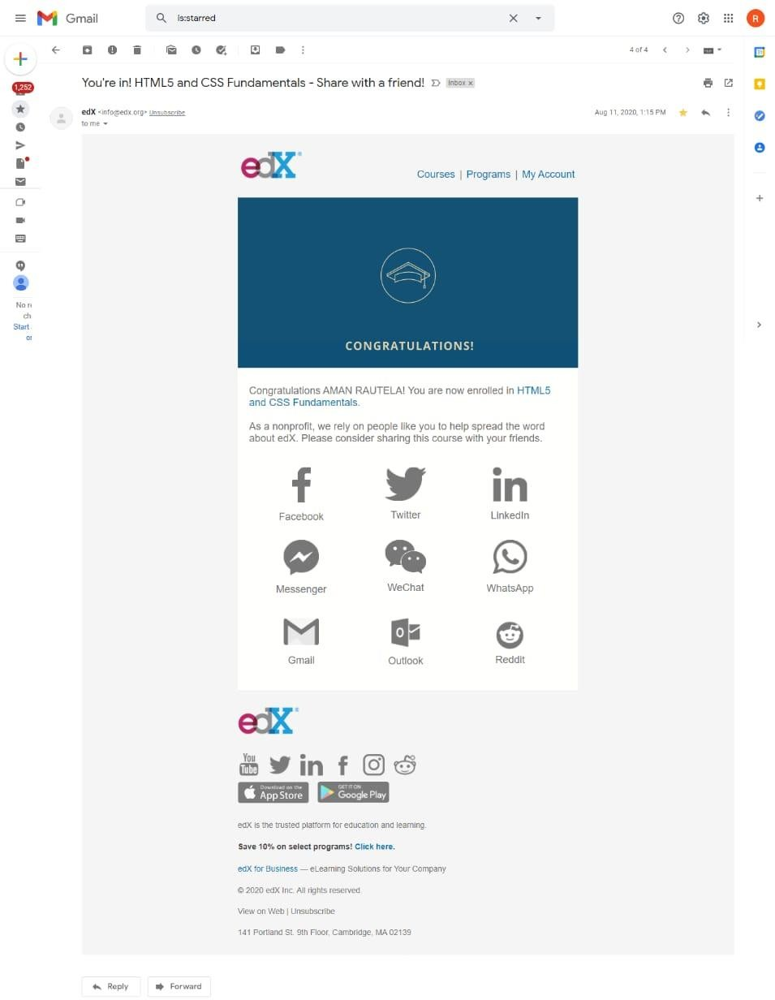 Gmail
is:starred
R
1,252
4 of 4
You're in! HTML5 and CSS Fundamentals - Share with a friend!
Inbox x
edX <info@edx.org> Unsubscribe
Aug 11, 2020, 1:15 PM
to me
edX
Courses | Programs | My Account
CONGRATULATIONS!
Congratulations AMAN RAUTELA! You are now enrolled in HTML5
and CSS Fundamentals.
As a nonprofit, we rely on people like you to help spread the word
about edX. Please consider sharing this course with your friends.
Facebook
Twitter
LinkedIn
Messenger
WeChat
WhatsApp
Gmail
Outlook
Reddit
No re
ch
Start
or
edX
You
Tube
Download on the
App Store
GET IT ON
Google Play
edX is the trusted platform for education and learning.
Save 10% on select programs! Click here.
edX for Business — eLearning Solutions for Your Company
© 2020 edX Inc. All rights reserved.
View on Web | Unsubscribe
141 Portland St. 9th Floor, Cambridge, MA 02139
Reply
Forward